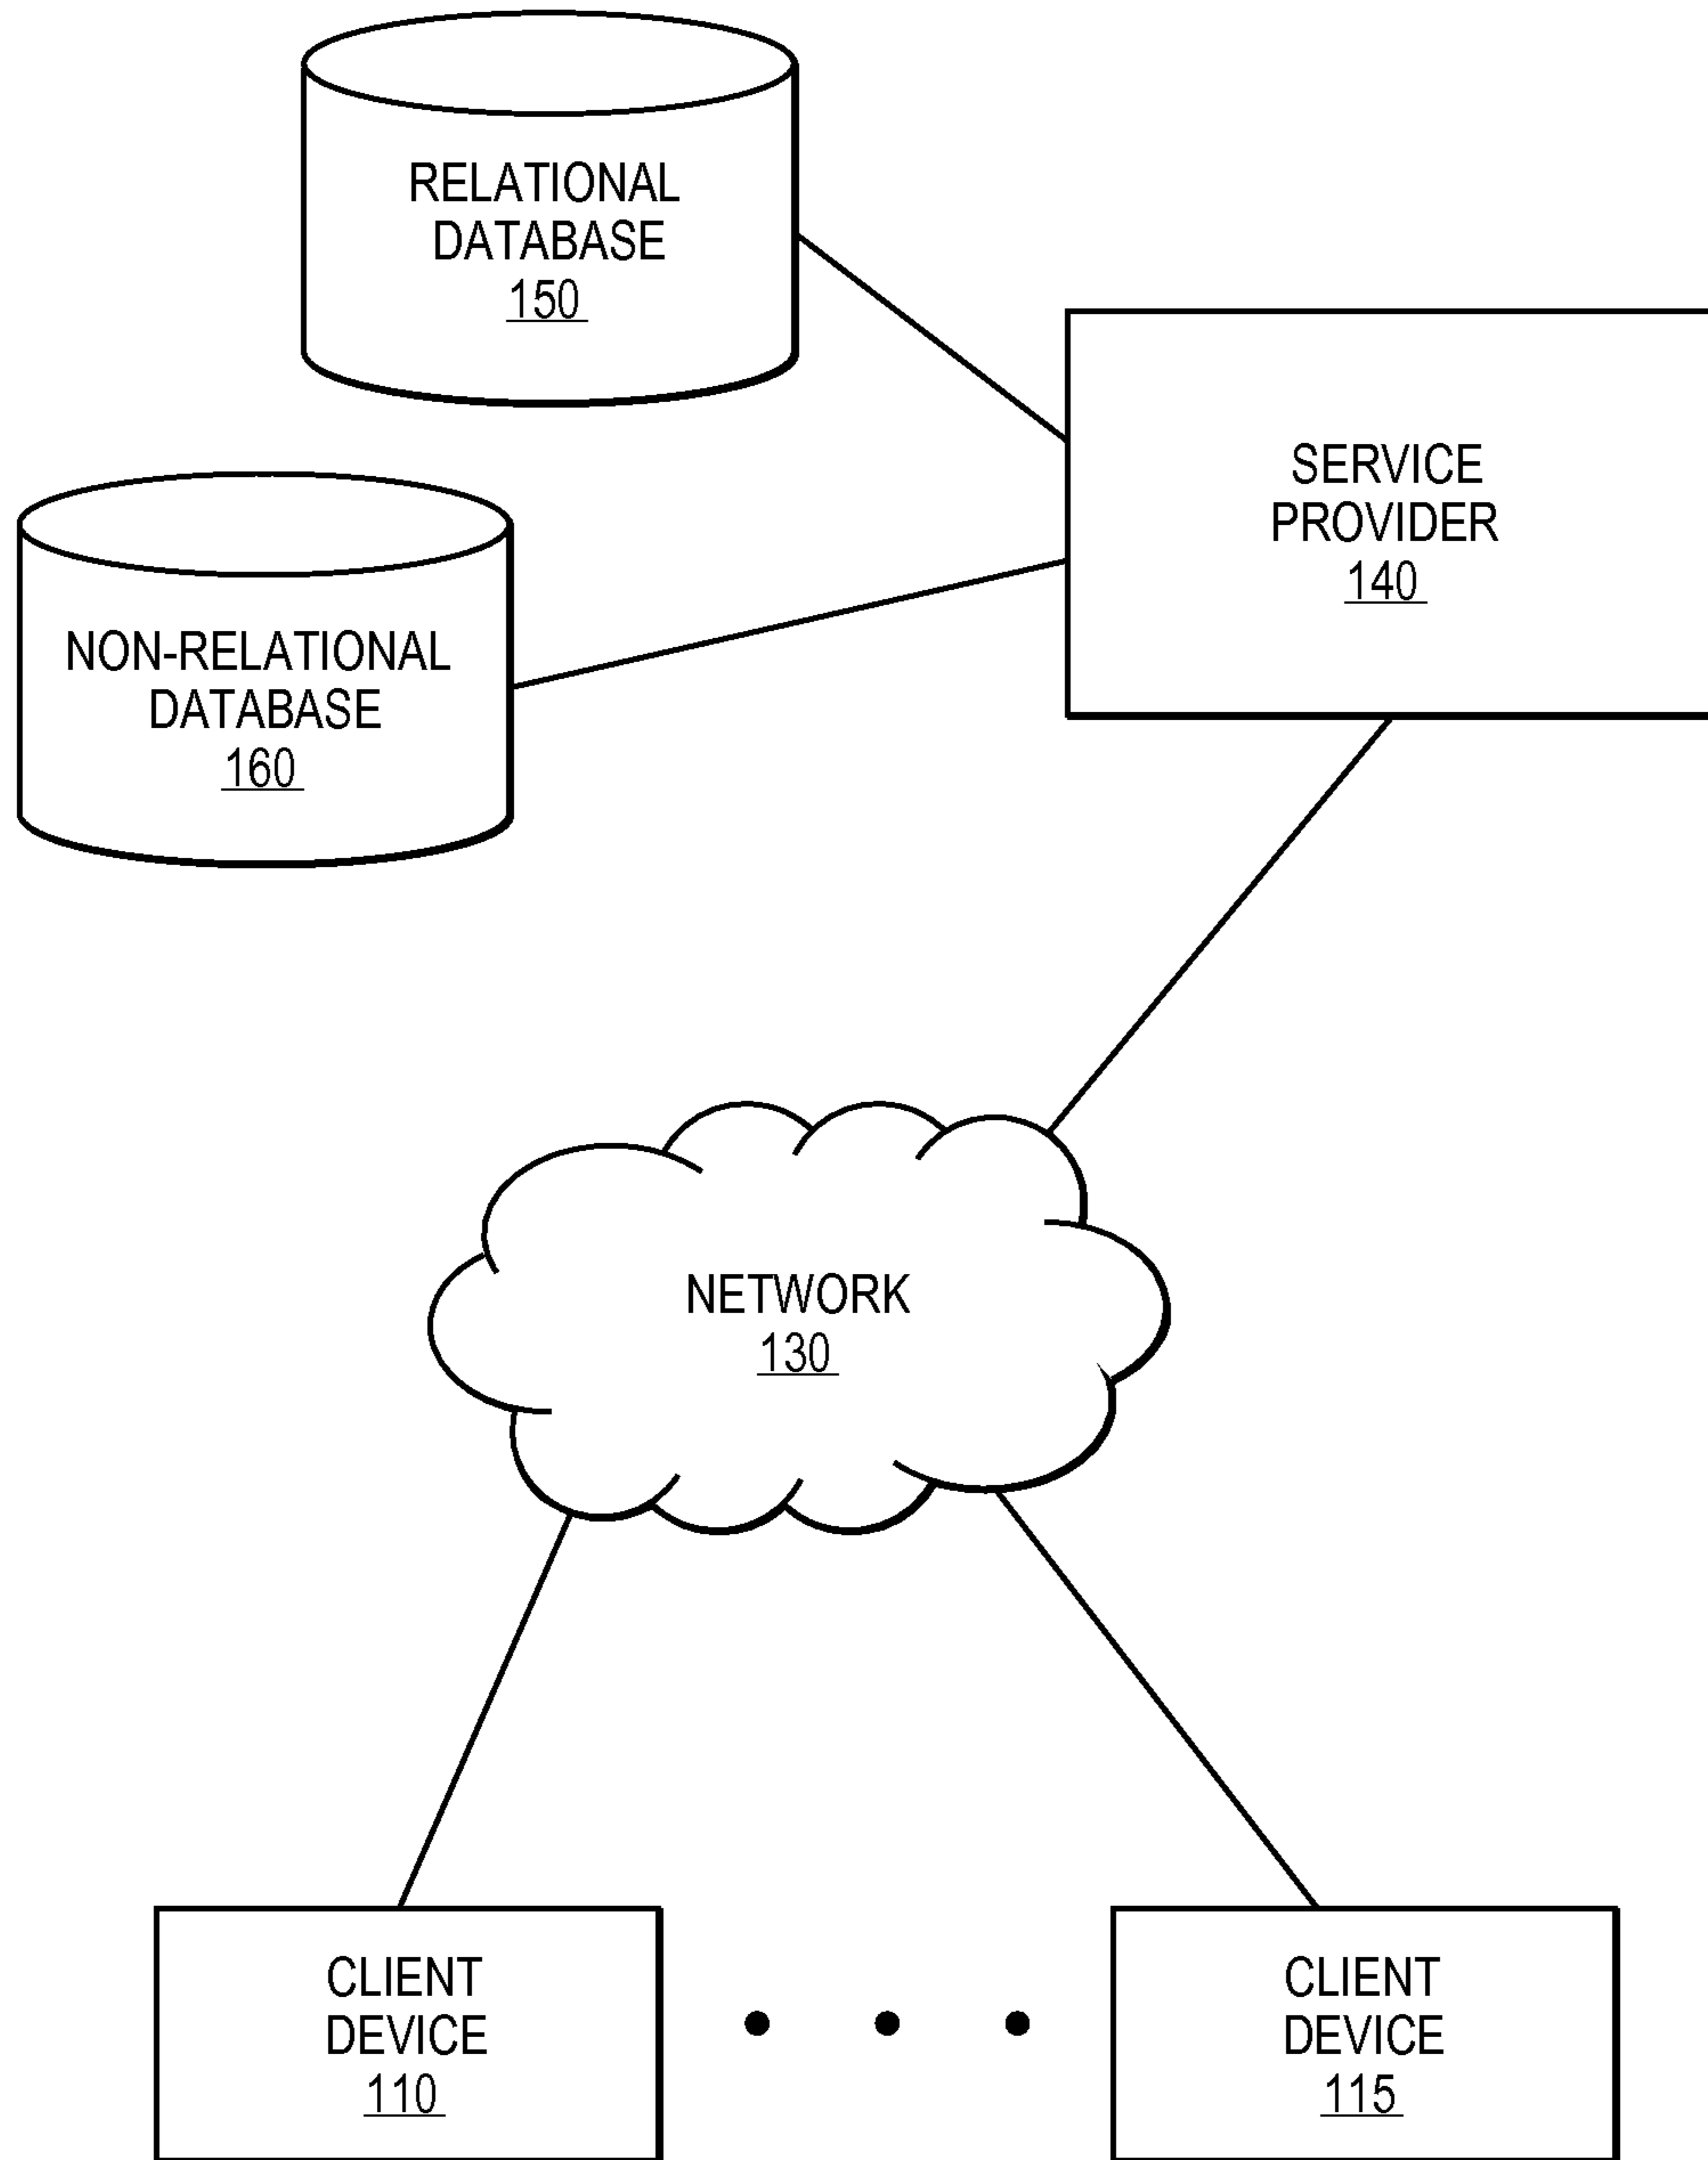 RELATIONAL
DATABASE
150
SERVICE
PROVIDER
140
NON-RELATIONAL
DATABASE
160
NETWORK
130
CLIENT
DEVICE
110
CLIENT
DEVICE
115